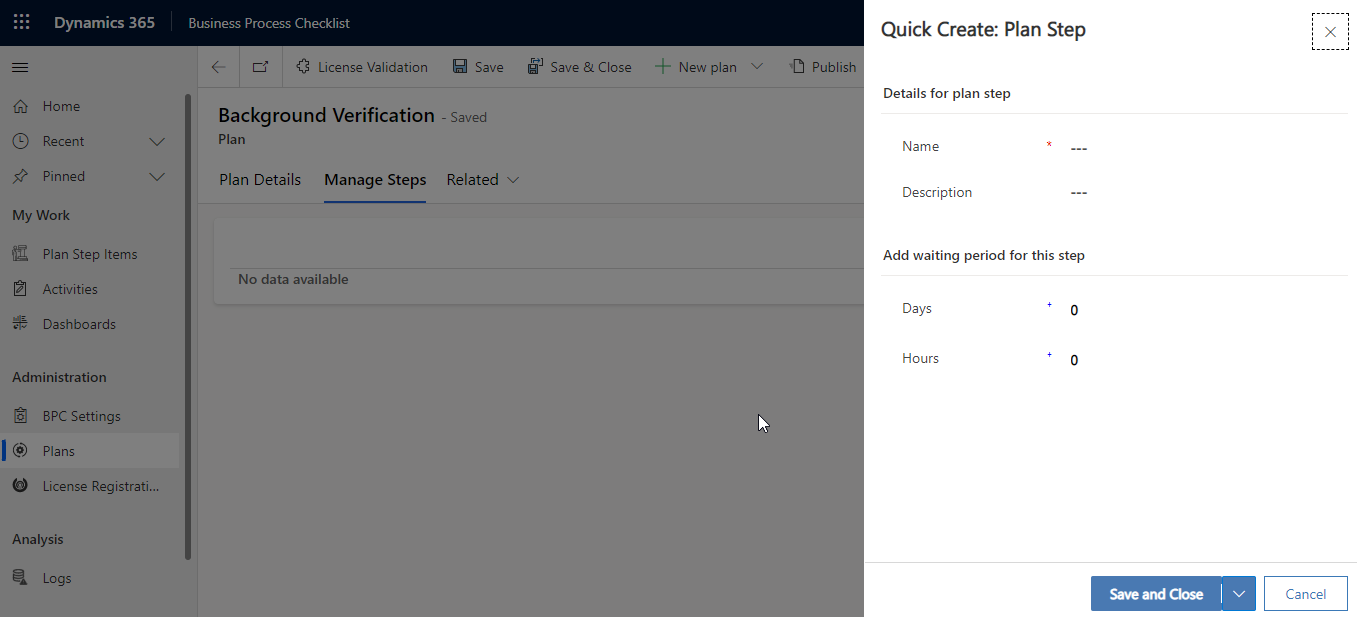 Dynamics 365 Business Process Checklist
License Validation Save Save & Close New plan Publish
Home
Recent
Pinned
My Work
Plan Step Items
Activities
Dashboards
Administration
BPC Settings
Plans
License Registrati...
Analysis
Logs
Background Verification - Saved
Plan
Plan Details Manage Steps Related
No data available
Quick Create: Plan Step
Details for plan step
Name * ---
Description ---
Add waiting period for this step
Days + 0
Hours + 0
Save and Close Cancel